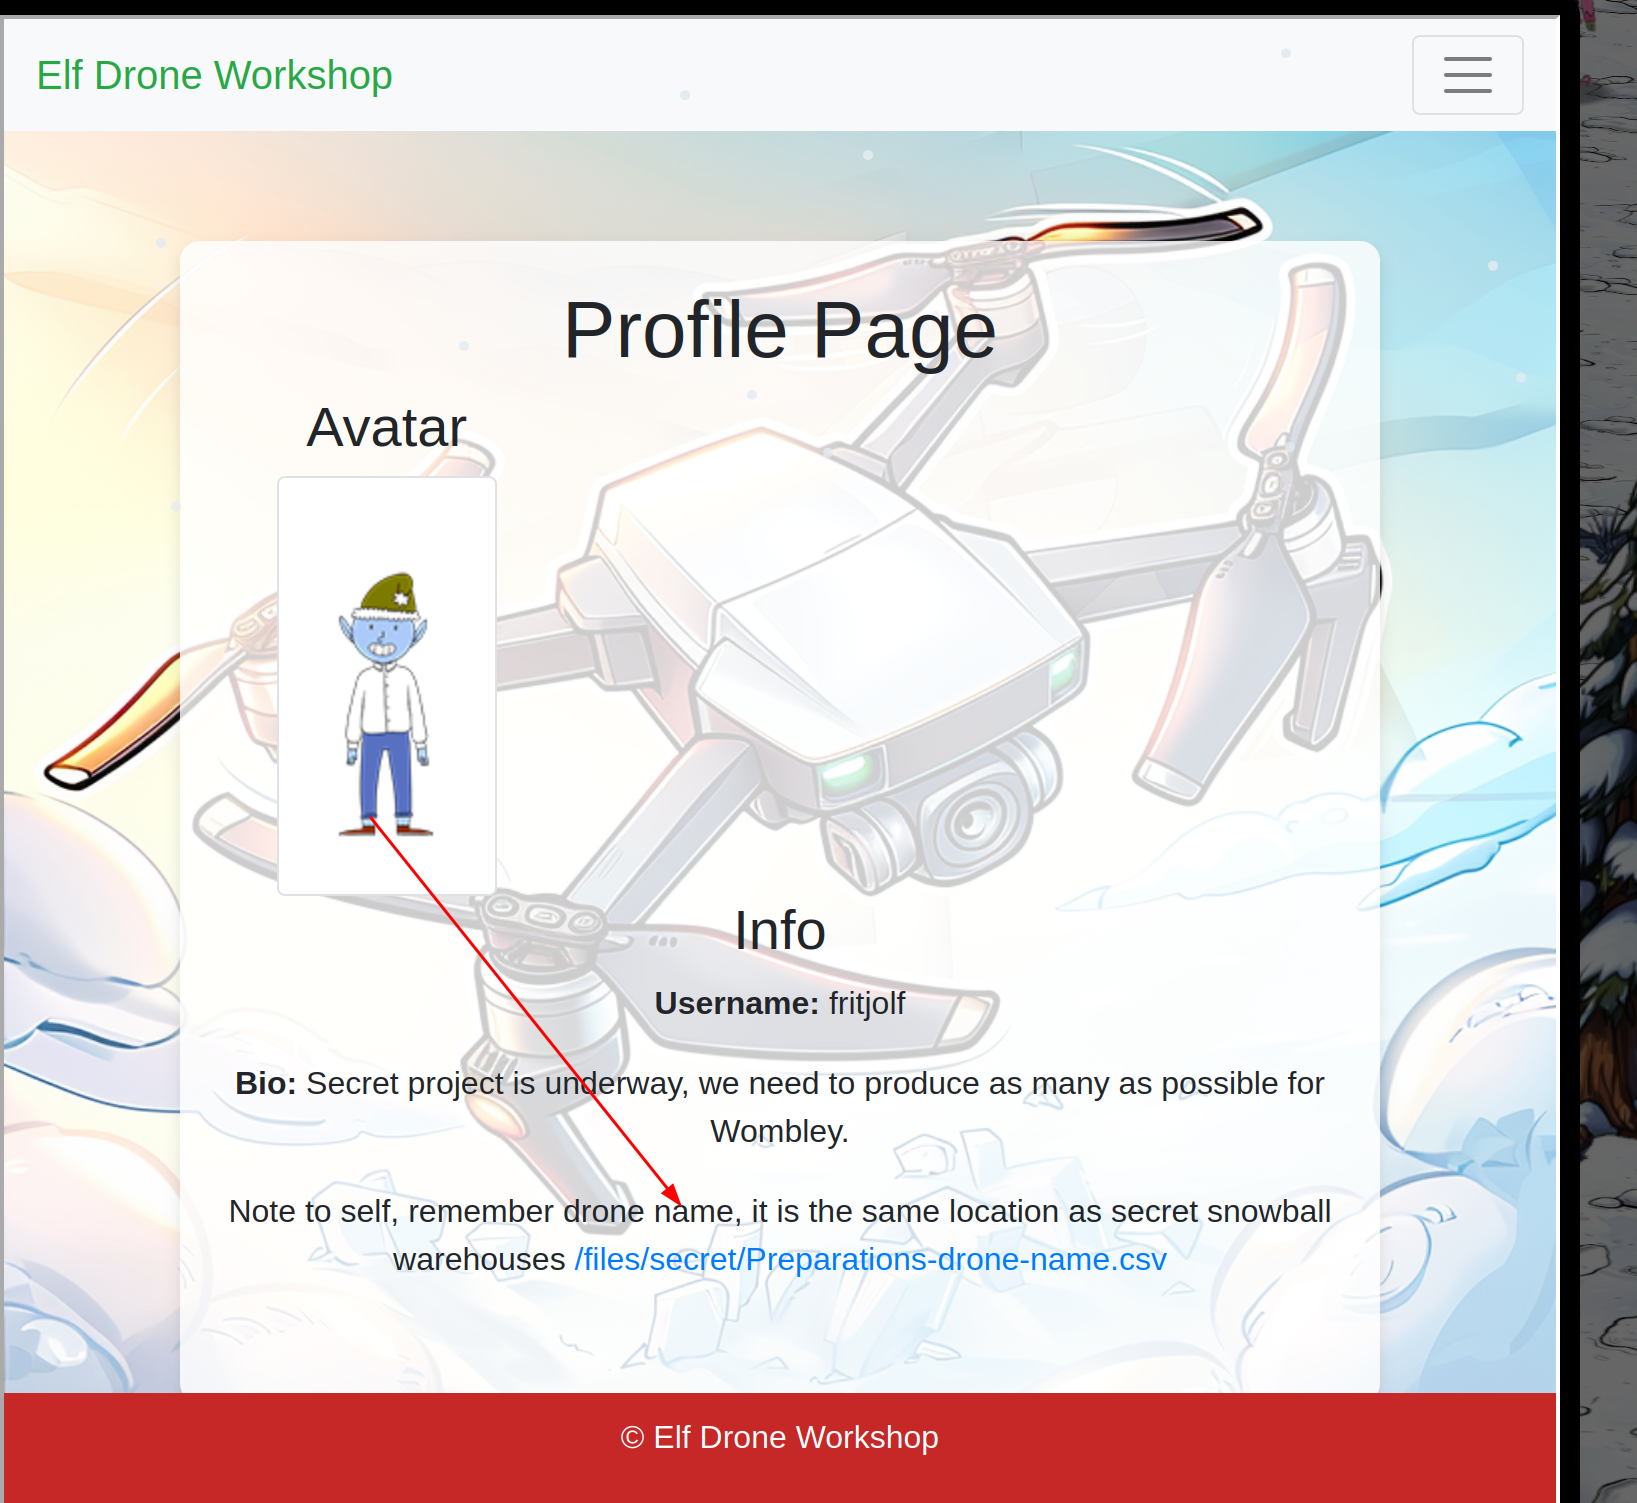 Elf Drone Workshop
Profile Page
Avatar
Info
Username: fritjolf
Bio: Secret project is underway, we need to produce as many as possible for
Wombley.
Note to self, remember drone name, it is the same location as secret snowball
warehouses /files/secret/Preparations-drone-name.csv
© Elf Drone Workshop